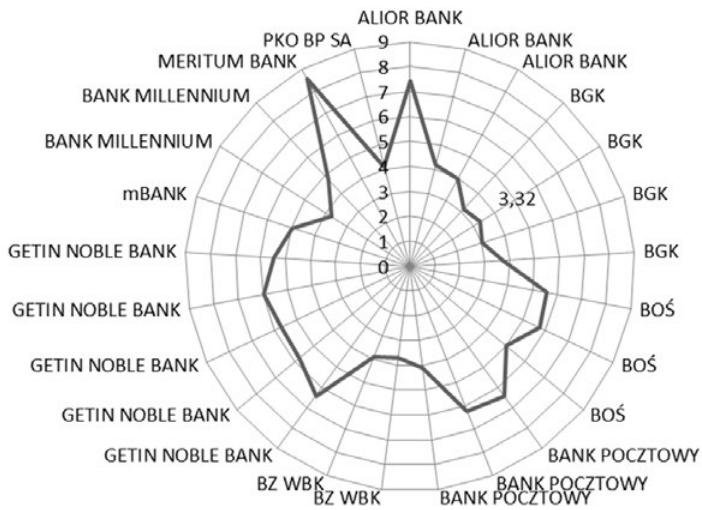 ALIOR BANK
ALIOR BANK
ALIOR BANK
BGK
BGK
BGK
BGK
BOŚ
BOŚ
BOŚ
BANK POCZTOWY
BANK POCZTOWY
BANK POCZTOWY
BZ WBK
BZ WBK
GETIN NOBLE BANK
GETIN NOBLE BANK
GETIN NOBLE BANK
GETIN NOBLE BANK
GETIN NOBLE BANK
mBANK
BANK MILLENNIUM
BANK MILLENNIUM
MERITUM BANK
PKO BP SA
9
8
7
6
5
4
3
2
1
0
3,32